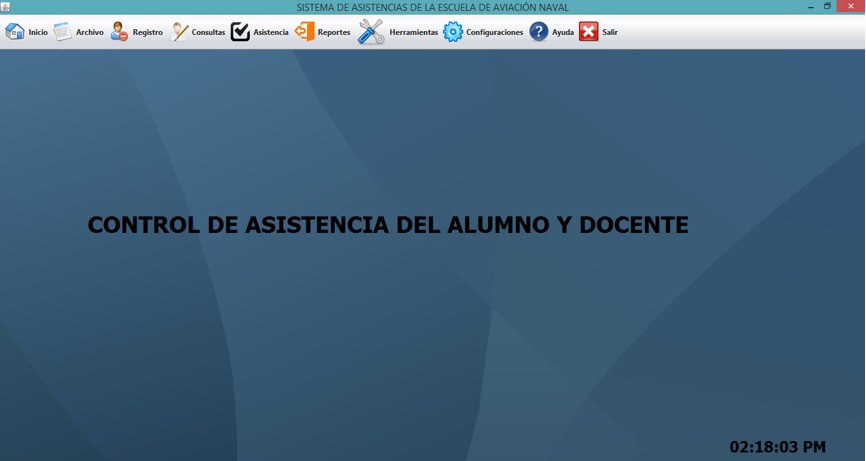 SISTEMA DE ASISTENCIAS DE LA ESCUELA DE AVIACIÓN NAVAL
Inicio Archivo Registro Consultas Asistencia Reportes Herramientas Configuraciones Ayuda Salir
CONTROL DE ASISTENCIA DEL ALUMNO Y DOCENTE
02:18:03 PM